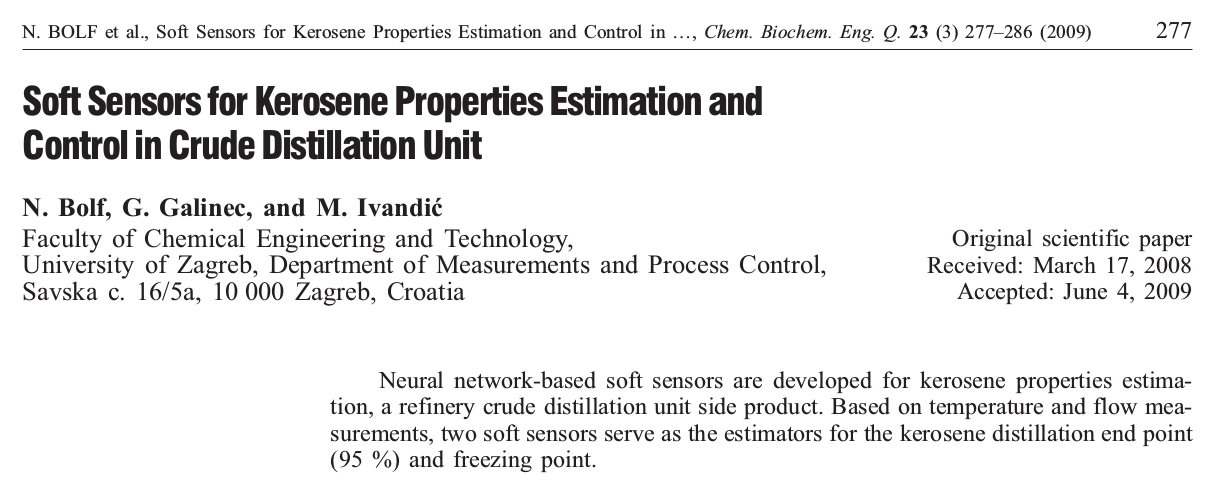 N. BOLF et al., Soft Sensors for Kerosene Properties Estimation and Control in …, Chem. Biochem. Eng. Q. 23 (3) 277–286 (2009) 277
Soft Sensors for Kerosene Properties Estimation and
Control in Crude Distillation Unit
N. Bolf, G. Galinec, and M. Ivandić
Faculty of Chemical Engineering and Technology,
University of Zagreb, Department of Measurements and Process Control,
Savska c. 16/5a, 10 000 Zagreb, Croatia
Original scientific paper
Received: March 17, 2008
Accepted: June 4, 2009
Neural network-based soft sensors are developed for kerosene properties estima-
tion, a refinery crude distillation unit side product. Based on temperature and flow mea-
surements, two soft sensors serve as the estimators for the kerosene distillation end point
(95 %) and freezing point.